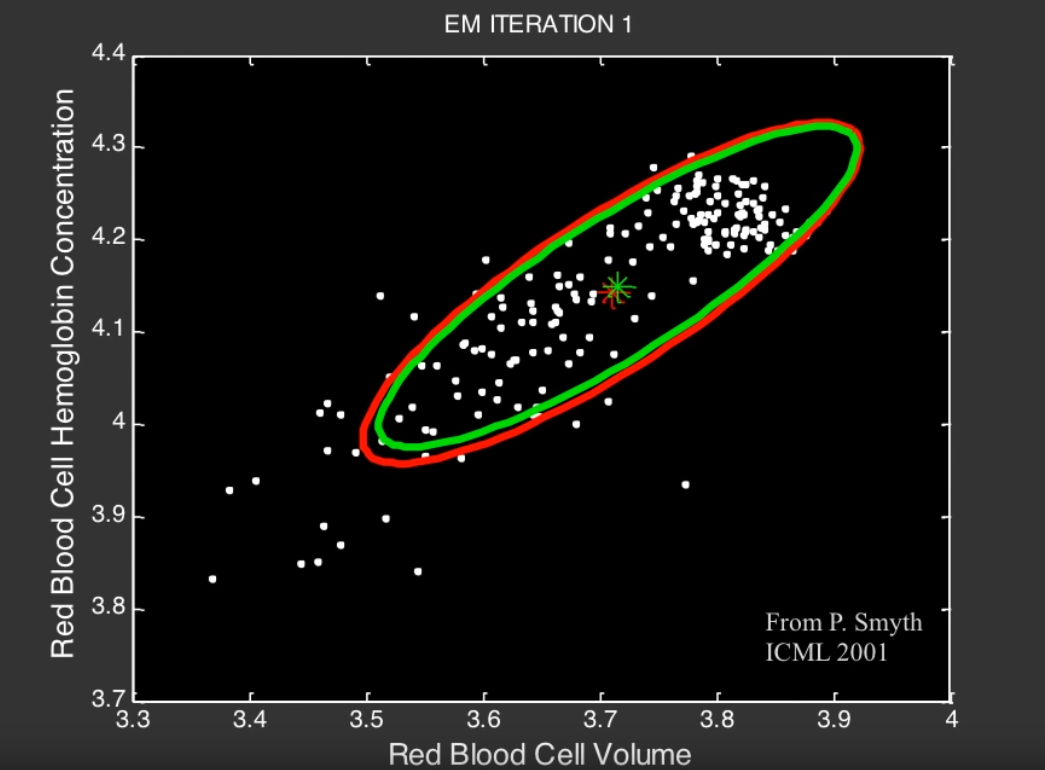 EM ITERATION 1
Red Blood Cell Hemoglobin Concentration
4.4
4.3
4.2
4.1
4
3.9
3.8
3.7
From P. Smyth
ICML 2001
3.3 3.4 3.5 3.6 3.7 3.8 3.9 4
Red Blood Cell Volume